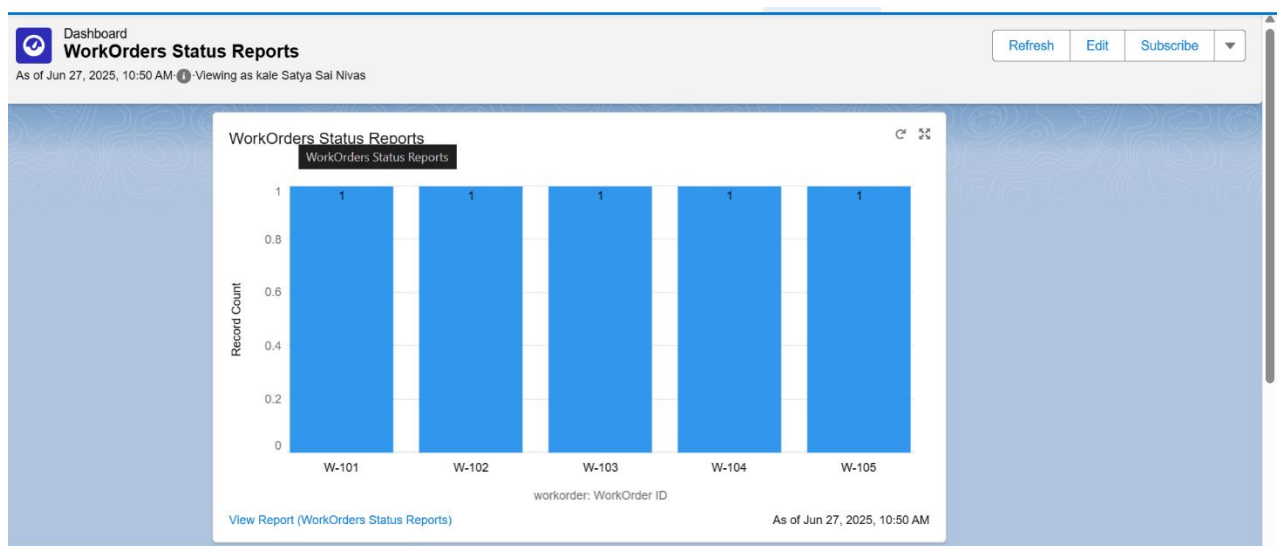 Dashboard
WorkOrders Status Reports
As of Jun 27, 2025, 10:50 AM·Viewing as kale Satya Sai Nivas
Refresh
Edit
Subscribe
WorkOrders Status Reports
WorkOrders Status Reports
Record Count
1
0.8
0.6
0.4
0.2
0
1 1 1 1 1
W-101 W-102 W-103 W-104 W-105
workorder: WorkOrder ID
View Report (WorkOrders Status Reports)
As of Jun 27, 2025, 10:50 AM